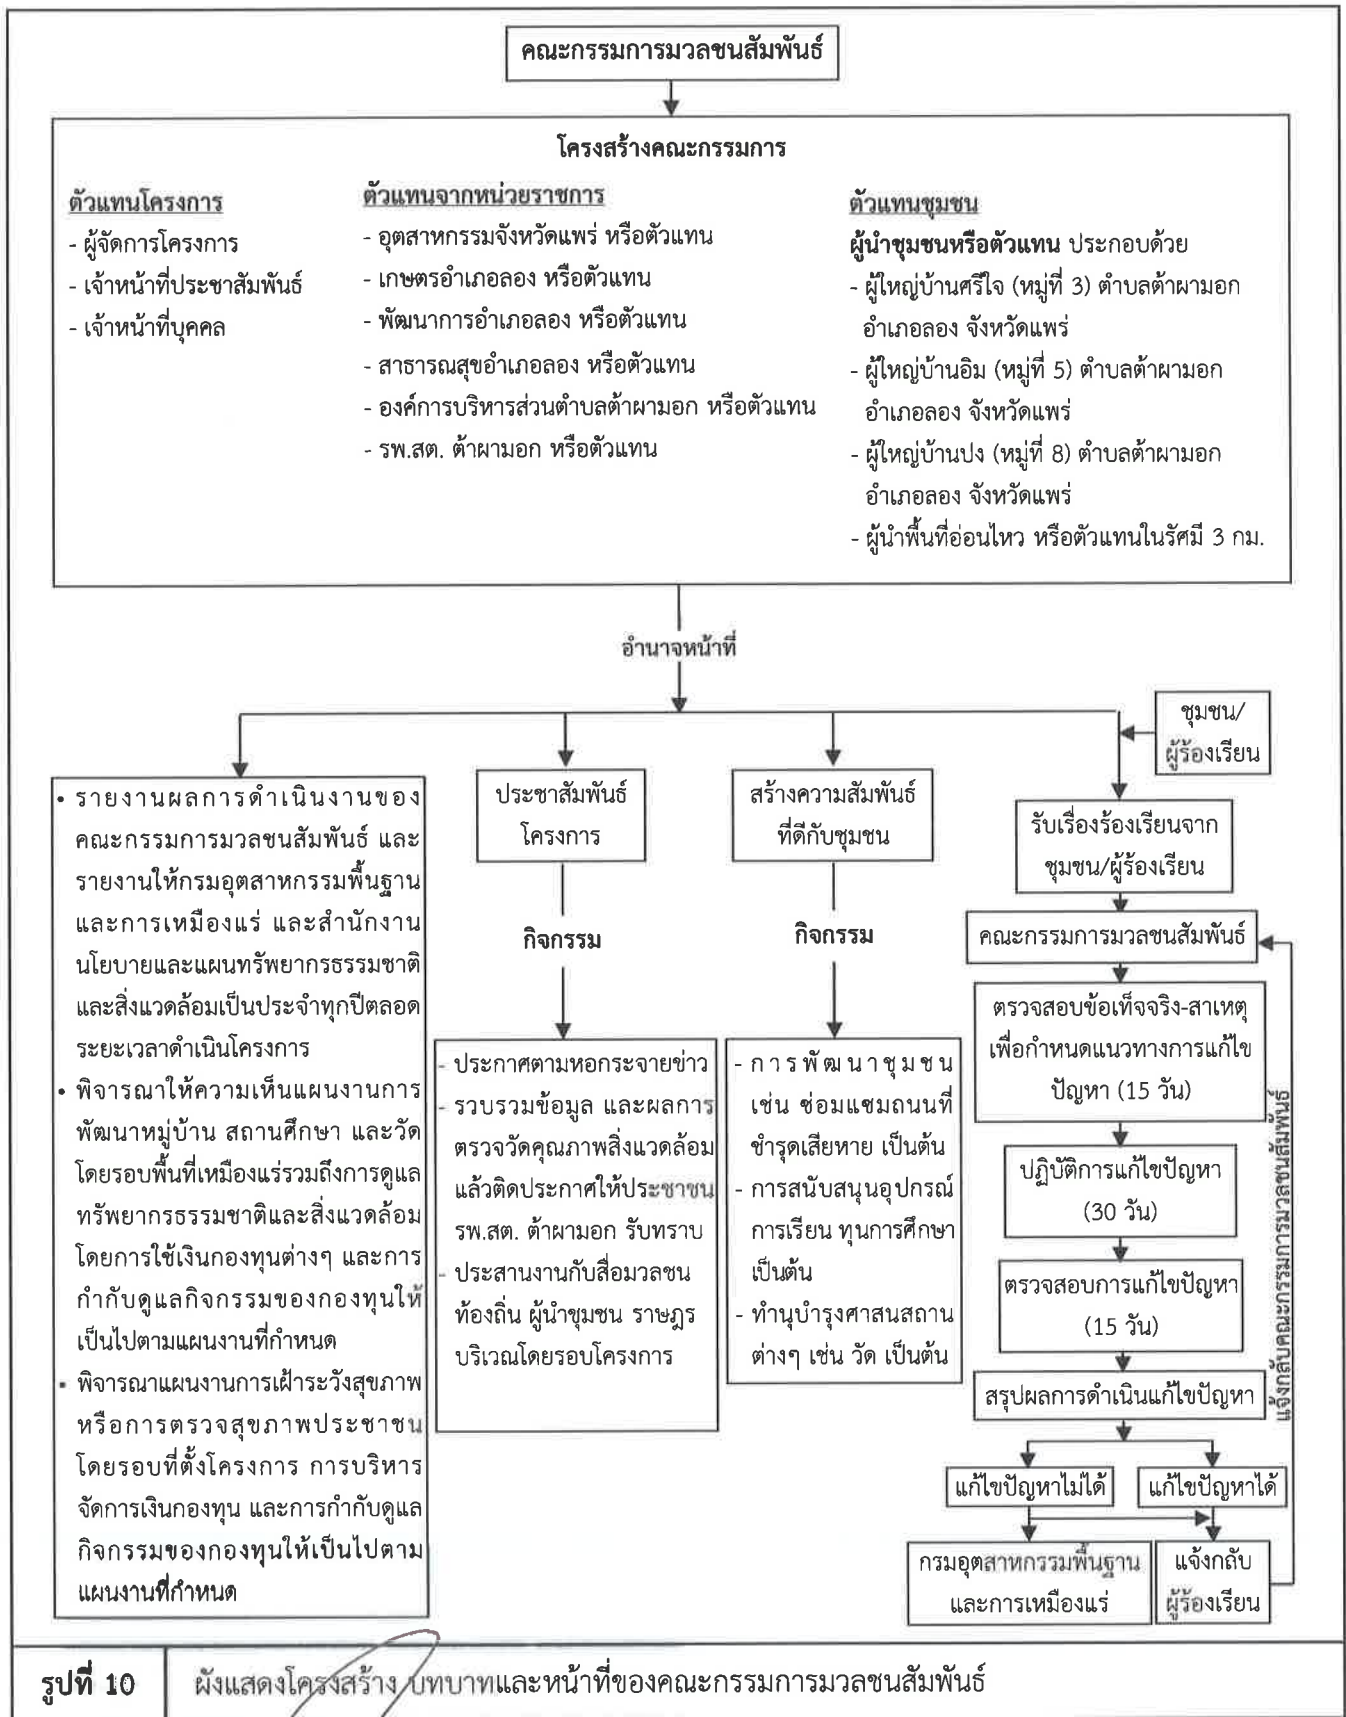 คณะกรรมการมวลชนสัมพันธ์
โครงสร้างคณะกรรมการ
ตัวแทนโครงการ
- ผู้จัดการโครงการ
- เจ้าหน้าที่ประชาสัมพันธ์
- เจ้าหน้าที่บุคคล
ตัวแทนจากหน่วยราชการ
- อุตสาหกรรมจังหวัดแพร่ หรือตัวแทน
- เกษตรอำเภอลอง หรือตัวแทน
- พัฒนาการอำเภอลอง หรือตัวแทน
- สาธารณสุขอำเภอลอง หรือตัวแทน
- องค์การบริหารส่วนตำบลต้าผามอก หรือตัวแทน
- รพ.สต. ต้าผามอก หรือตัวแทน
ตัวแทนชุมชน
ผู้นำชุมชนหรือตัวแทน ประกอบด้วย
- ผู้ใหญ่บ้านศรีใจ (หมู่ที่ 3) ตำบลต้าผามอก
อำเภอลอง จังหวัดแพร่
- ผู้ใหญ่บ้านอิม (หมู่ที่ 5) ตำบลต้าผามอก
อำเภอลอง จังหวัดแพร่
- ผู้ใหญ่บ้านปง (หมู่ที่ 8) ตำบลต้าผามอก
อำเภอลอง จังหวัดแพร่
- ผู้นำพื้นที่อ่อนไหว หรือตัวแทนในรัศมี 3 กม.
อำนาจหน้าที่
• รายงานผลการดำเนินงานของ
คณะกรรมการมวลชนสัมพันธ์ และ
รายงานให้กรมอุตสาหกรรมพื้นฐาน
และการเหมืองแร่ และสำนักงาน
นโยบายและแผนทรัพยากรธรรมชาติ
และสิ่งแวดล้อมเป็นประจำทุกปีตลอด
ระยะเวลาดำเนินโครงการ
• พิจารณาให้ความเห็นแผนงานการ
พัฒนาหมู่บ้าน สถานศึกษา และวัด
โดยรอบพื้นที่เหมืองแร่รวมถึงการดูแล
ทรัพยากรธรรมชาติและสิ่งแวดล้อม
โดยการใช้เงินกองทุนต่างๆ และการ
กำกับดูแลกิจกรรมของกองทุนให้
เป็นไปตามแผนงานที่กำหนด
• พิจารณาแผนงานการเฝ้าระวังสุขภาพ
หรือการตรวจสุขภาพประชาชน
โดยรอบที่ตั้งโครงการ การบริหาร
จัดการเงินกองทุน และการกำกับดูแล
กิจกรรมของกองทุนให้เป็นไปตาม
แผนงานที่กำหนด
ประชาสัมพันธ์
โครงการ
กิจกรรม
- ประกาศตามหอกระจายข่าว
- รวบรวมข้อมูล และผลการ
ตรวจวัดคุณภาพสิ่งแวดล้อม
แล้วติดประกาศให้ประชาชน
รพ.สต. ต้าผามอก รับทราบ
- ประสานงานกับสื่อมวลชน
ท้องถิ่น ผู้นำชุมชน ราษฎร
บริเวณโดยรอบโครงการ
สร้างความสัมพันธ์
ที่ดีกับชุมชน
กิจกรรม
- การพัฒนาชุมชน
เช่น ซ่อมแซมถนนที่
ชำรุดเสียหาย เป็นต้น
- การสนับสนุนอุปกรณ์
การเรียน ทุนการศึกษา
เป็นต้น
- ทำนุบำรุงศาสนสถาน
ต่างๆ เช่น วัด เป็นต้น
ชุมชน/
ผู้ร้องเรียน
รับเรื่องร้องเรียนจาก
ชุมชน/ผู้ร้องเรียน
คณะกรรมการมวลชนสัมพันธ์
ตรวจสอบข้อเท็จจริง-สาเหตุ
เพื่อกำหนดแนวทางการแก้ไข
ปัญหา (15 วัน)
ปฏิบัติการแก้ไขปัญหา
(30 วัน)
ตรวจสอบการแก้ไขปัญหา
(15 วัน)
สรุปผลการดำเนินแก้ไขปัญหา
แก้ไขปัญหาไม่ได้
แก้ไขปัญหาได้
กรมอุตสาหกรรมพื้นฐาน
และการเหมืองแร่
แจ้งกลับ
ผู้ร้องเรียน
แจ้งกลับคณะกรรมการมวลชนสัมพันธ์
รูปที่ 10
ผังแสดงโครงสร้าง บทบาทและหน้าที่ของคณะกรรมการมวลชนสัมพันธ์